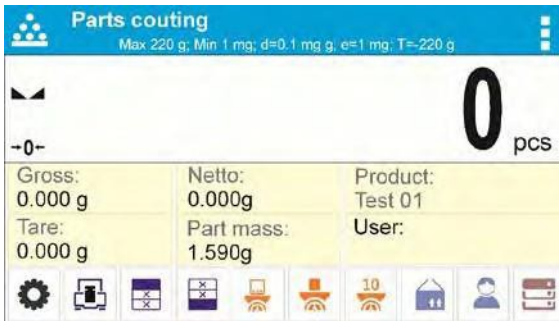 Parts couting
Max 220 g; Min 1 mg; d=0.1 mg g, e=1 mg; T=-220 g
→0←
0 pcs
Gross: Netto: Product:
0.000 g 0.000g Test 01
Tare: Part mass: User:
0.000 g 1.590g
10